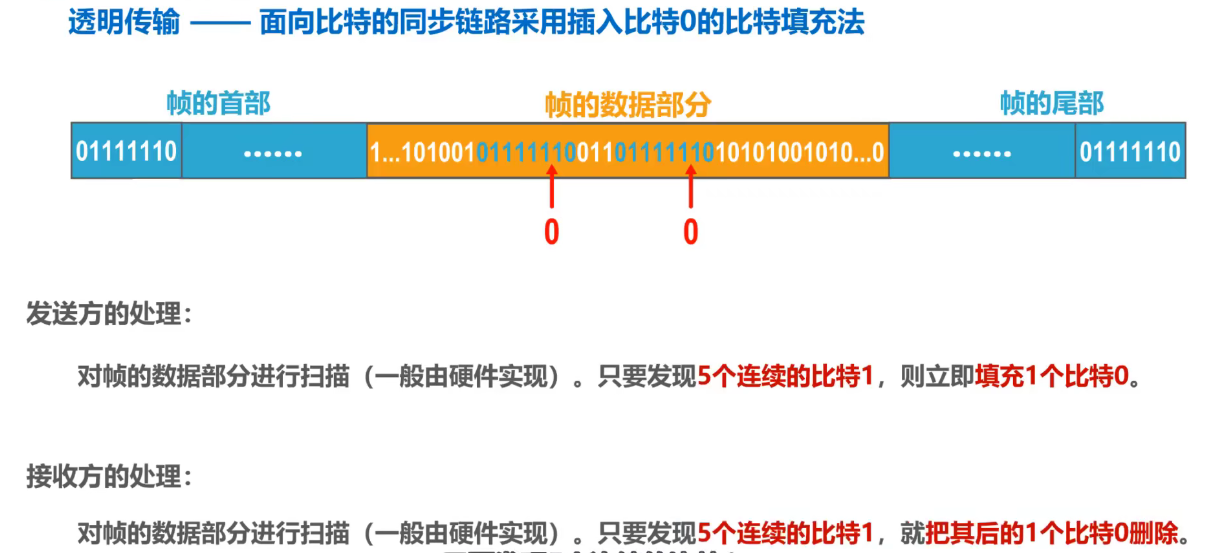 透明传输 —— 面向比特的同步链路采用插入比特0的比特填充法
帧的首部 帧的数据部分 帧的尾部
01111110 …… 1...1010010111111000110111111010101001010...0 …… 01111110
0 0
发送方的处理：
对帧的数据部分进行扫描（一般由硬件实现）。只要发现5个连续的比特1，则立即填充1个比特0。
接收方的处理：
对帧的数据部分进行扫描（一般由硬件实现）。只要发现5个连续的比特1，就把其后的1个比特0删除。